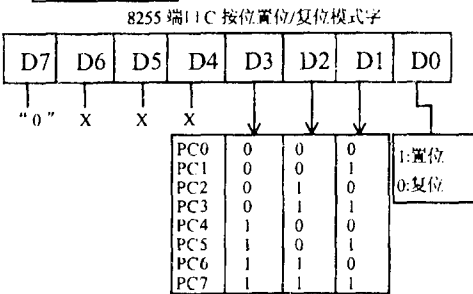 8255 端口C 按位置位/复位模式字
D7 D6 D5 D4 D3 D2 D1 D0
“0” X X X
PC0 0 0 0
PC1 0 0 1
PC2 0 1 0
PC3 0 1 1
PC4 1 0 0
PC5 1 0 1
PC6 1 1 0
PC7 1 1 1
1:置位
0:复位